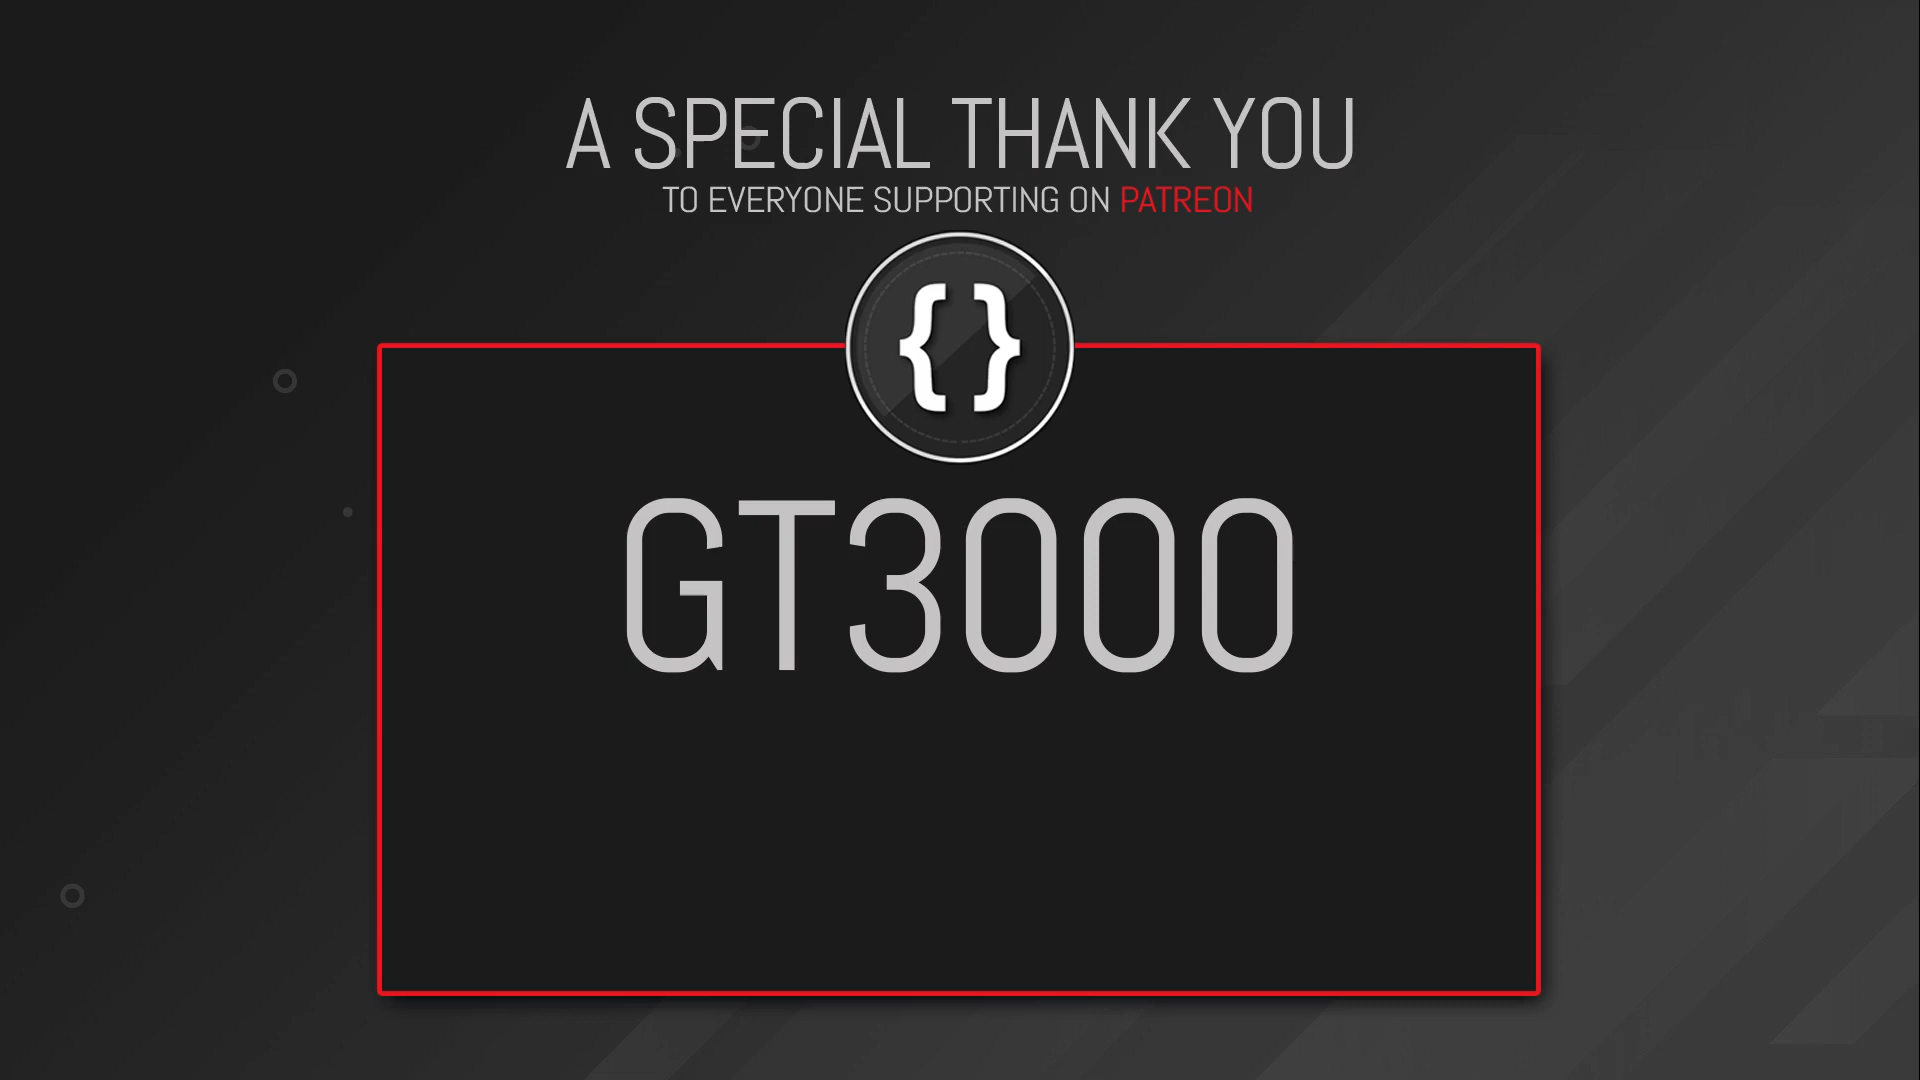 A SPECIAL THANK YOU
TO EVERYONE SUPPORTING ON PATREON
{ }
GT3000